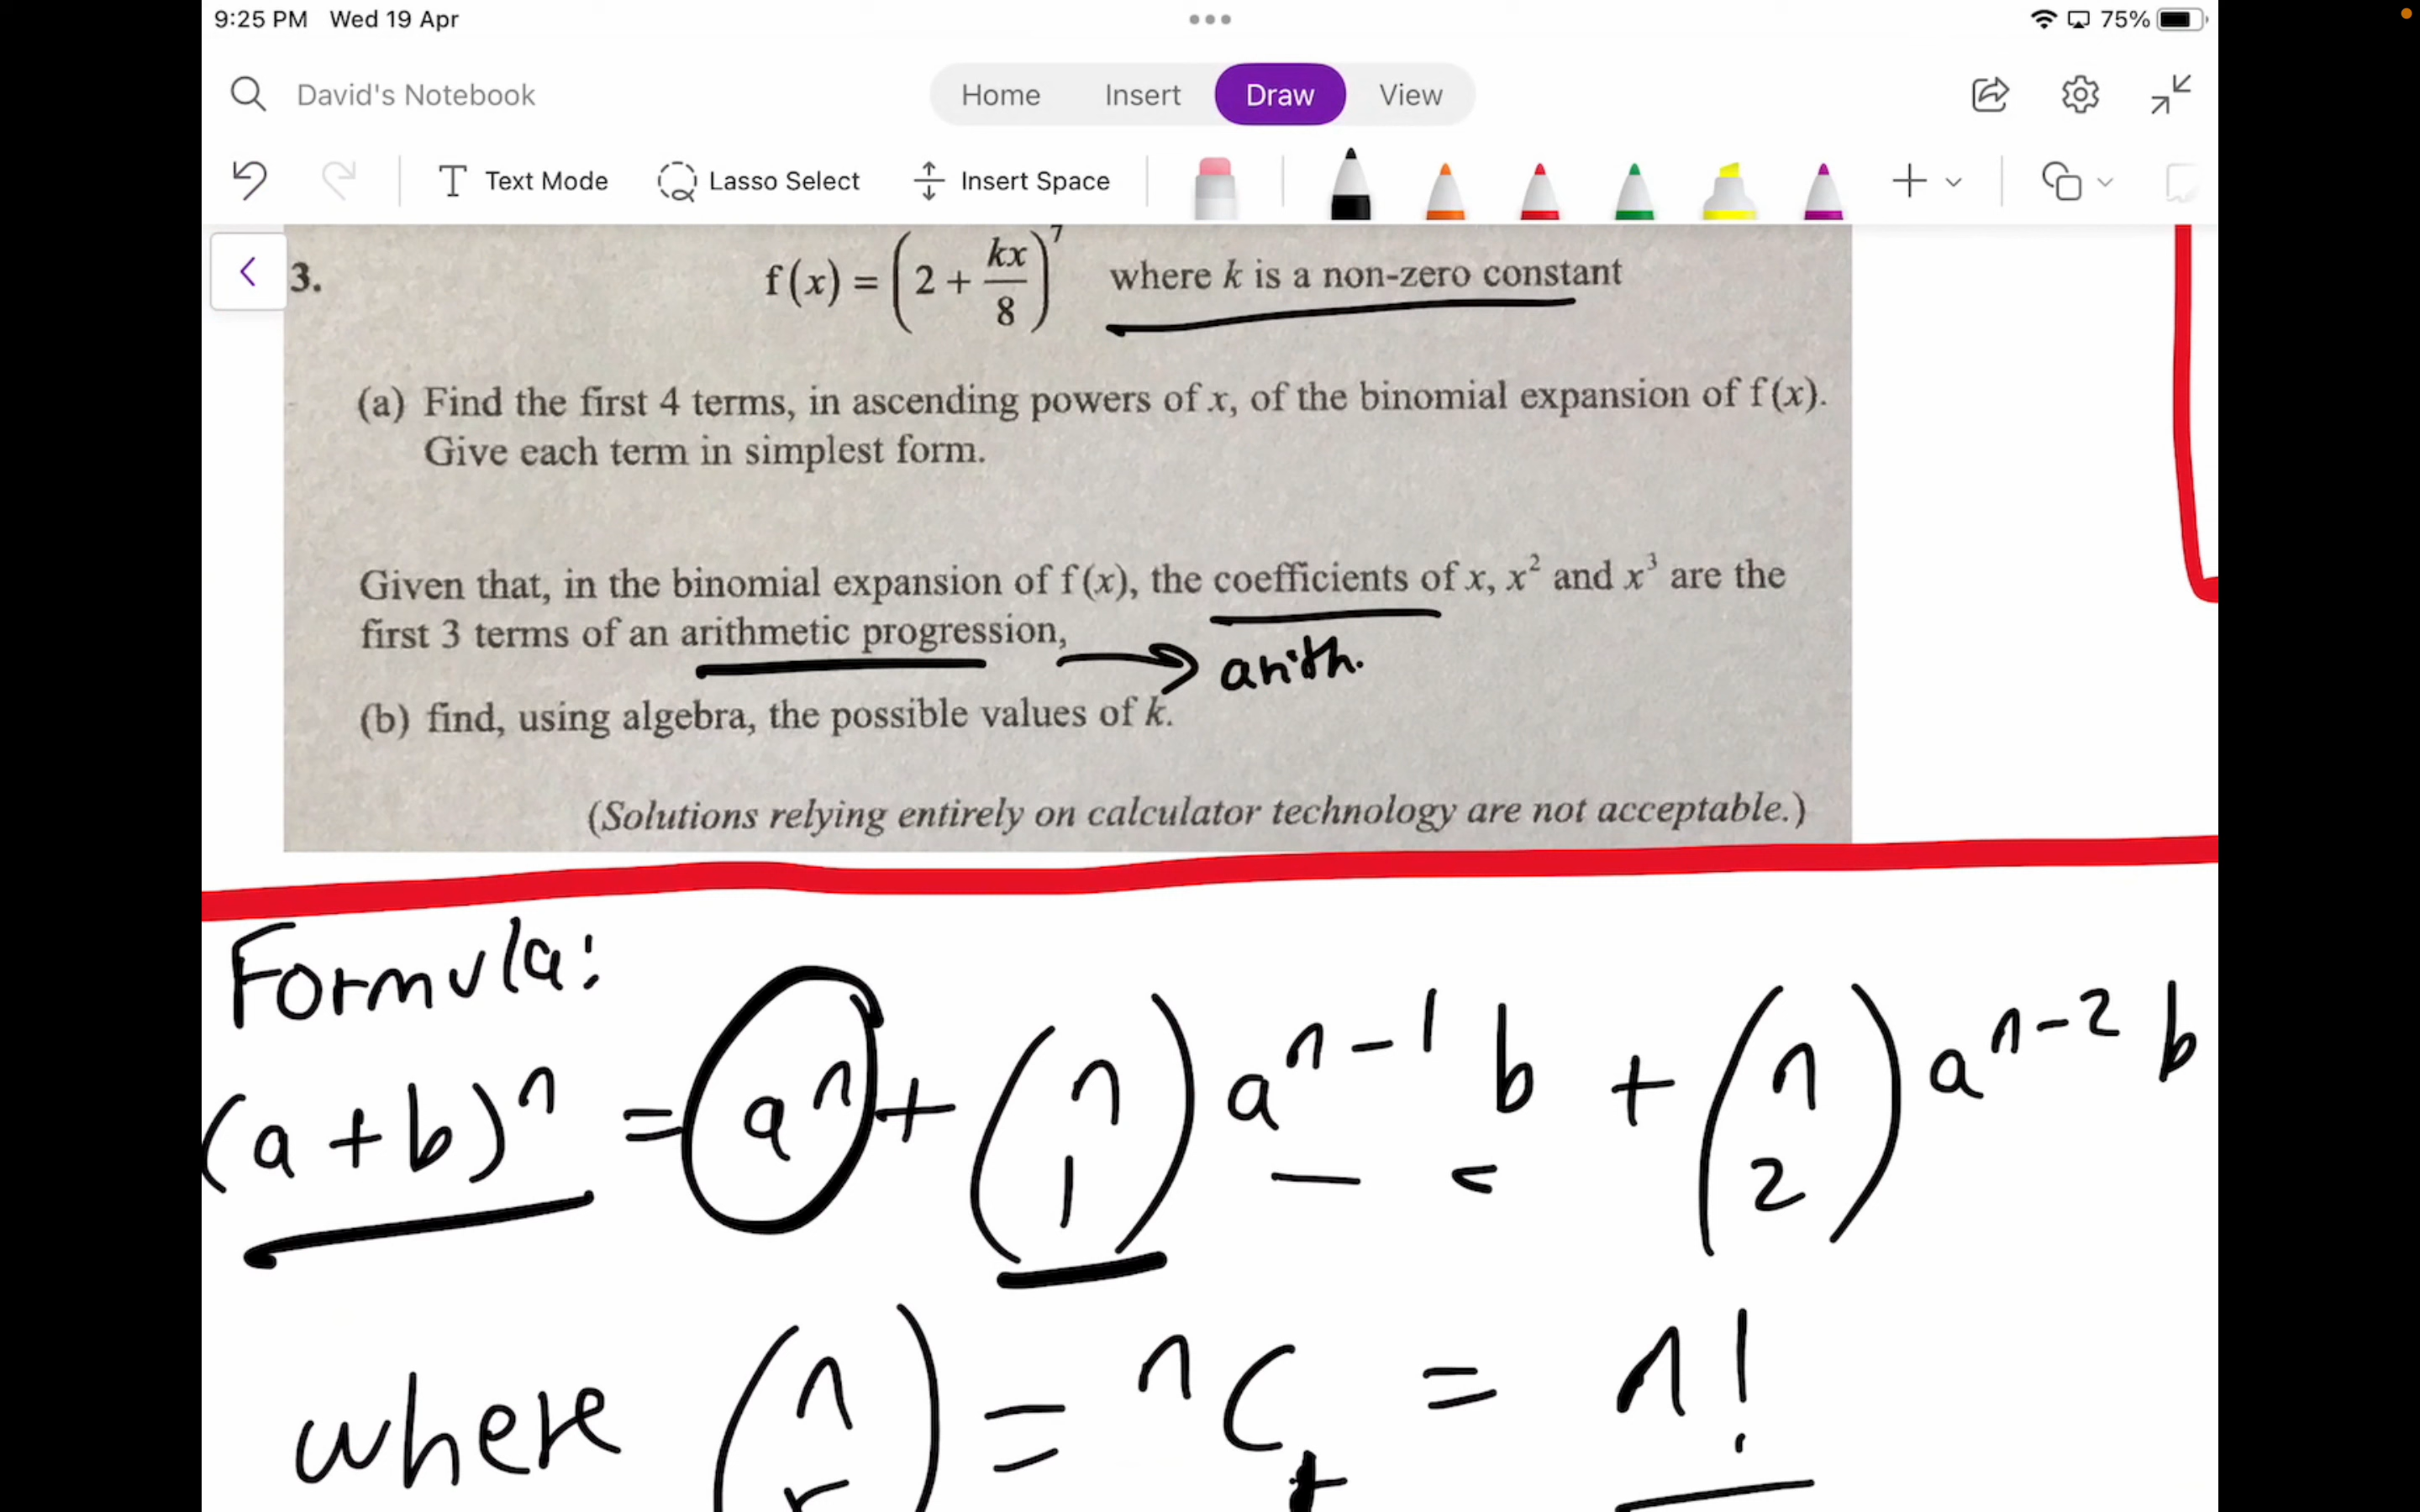 9:25 PM Wed 19 Apr 75%
David's Notebook Home Insert Draw View
Text Mode Lasso Select Insert Space
3. f(x) = (2 + kx/8)^7 where k is a non-zero constant
(a) Find the first 4 terms, in ascending powers of x, of the binomial expansion of f(x).
Give each term in simplest form.
Given that, in the binomial expansion of f(x), the coefficients of x, x² and x³ are the
first 3 terms of an arithmetic progression,
arith.
(b) find, using algebra, the possible values of k.
(Solutions relying entirely on calculator technology are not acceptable.)
Formula:
(a+b)^n = a^n + (n 1) a^(n-1) b + (n 2) a^(n-2) b
where (n r) = nCr = n!